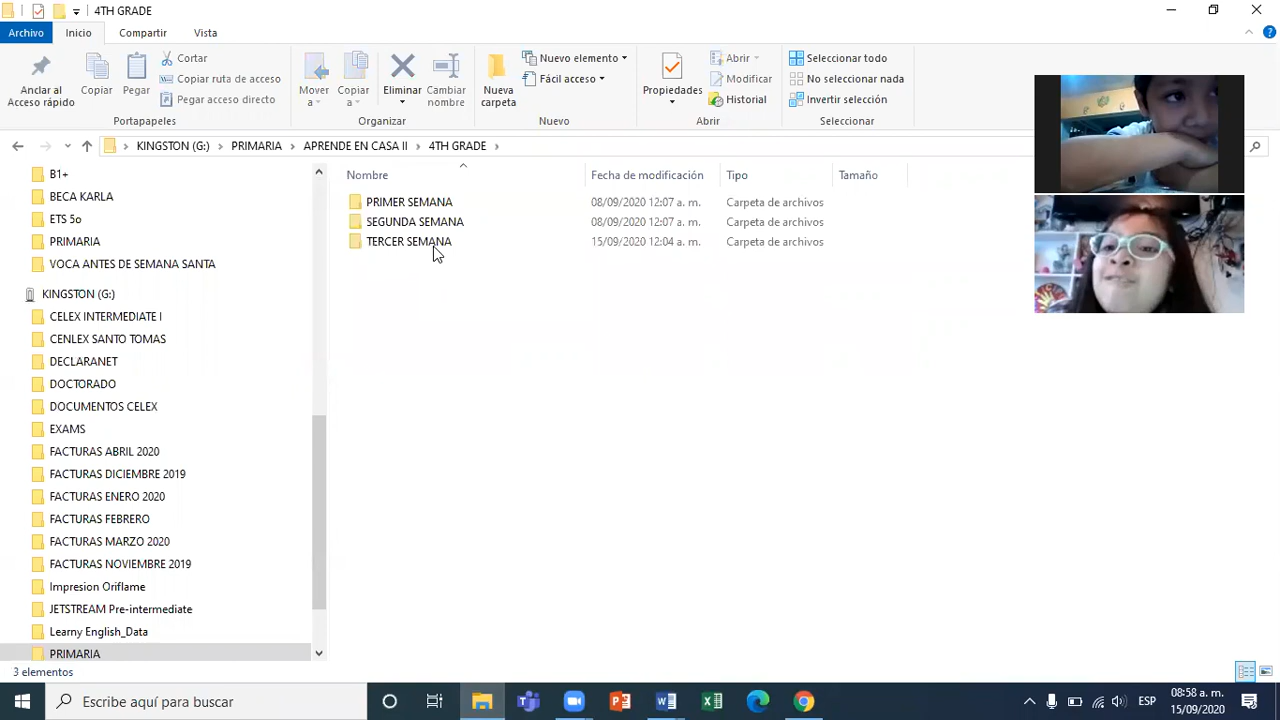 4TH GRADE
Archivo Inicio Compartir Vista
Anclar al Acceso rápido
Copiar
Pegar
Cortar
Copiar ruta de acceso
Pegar acceso directo
Portapapeles
Mover a
Copiar a
Eliminar
Cambiar nombre
Organizar
Nueva carpeta
Nuevo elemento
Fácil acceso
Nuevo
Propiedades
Abrir
Modificar
Historial
Abrir
Seleccionar todo
No seleccionar nada
Invertir selección
Seleccionar
KINGSTON (G:) PRIMARIA APRENDE EN CASA II 4TH GRADE
B1+
BECA KARLA
ETS 5o
PRIMARIA
VOCA ANTES DE SEMANA SANTA
KINGSTON (G:)
CELEX INTERMEDIATE I
CENLEX SANTO TOMAS
DECLARANET
DOCTORADO
DOCUMENTOS CELEX
EXAMS
FACTURAS ABRIL 2020
FACTURAS DICIEMBRE 2019
FACTURAS ENERO 2020
FACTURAS FEBRERO
FACTURAS MARZO 2020
FACTURAS NOVIEMBRE 2019
Impresion Oriflame
JETSTREAM Pre-intermediate
Learny English_Data
PRIMARIA
Nombre Fecha de modificación Tipo Tamaño
PRIMER SEMANA 08/09/2020 12:07 a. m. Carpeta de archivos
SEGUNDA SEMANA 08/09/2020 12:07 a. m. Carpeta de archivos
TERCER SEMANA 15/09/2020 12:04 a. m. Carpeta de archivos
3 elementos
Escribe aquí para buscar
ESP
08:58 a. m.
15/09/2020